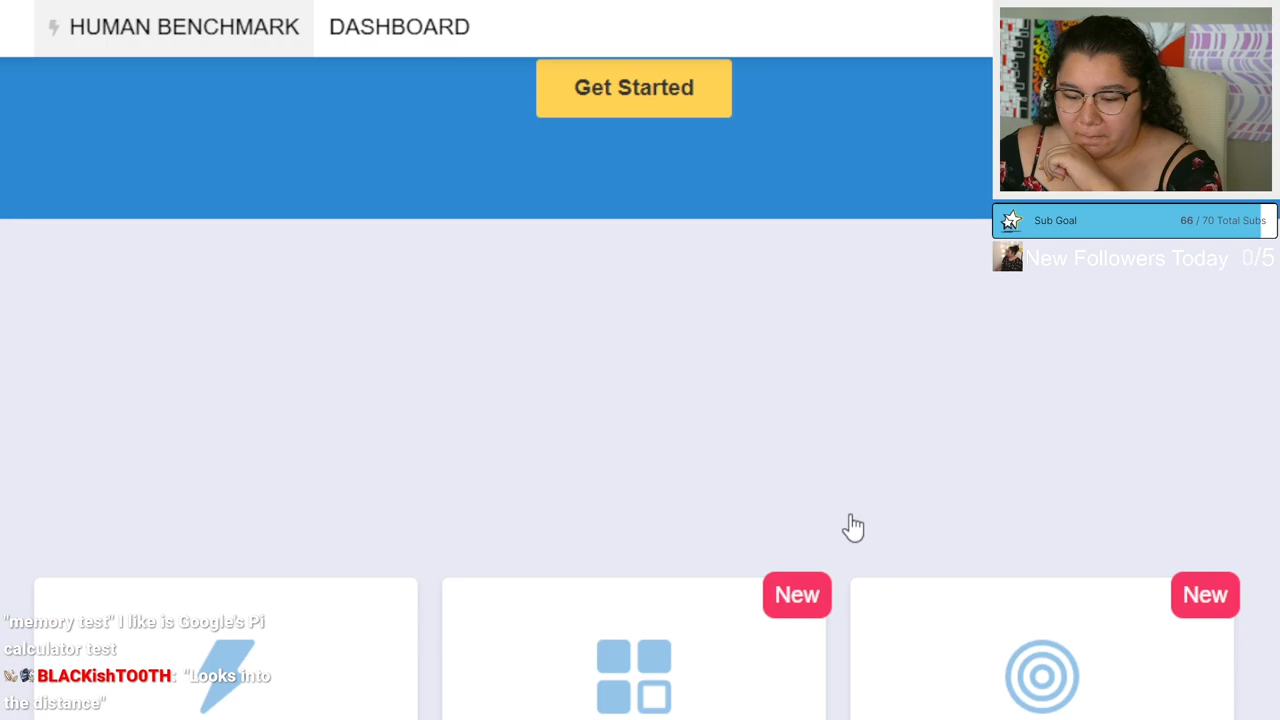 HUMAN BENCHMARK DASHBOARD
Get Started
Sub Goal 66 / 70 Total Subs
New Followers Today 0/5
New New
"memory test" I like is Google's Pi
calculator test
BLACKishTO0TH: "Looks into
the distance"